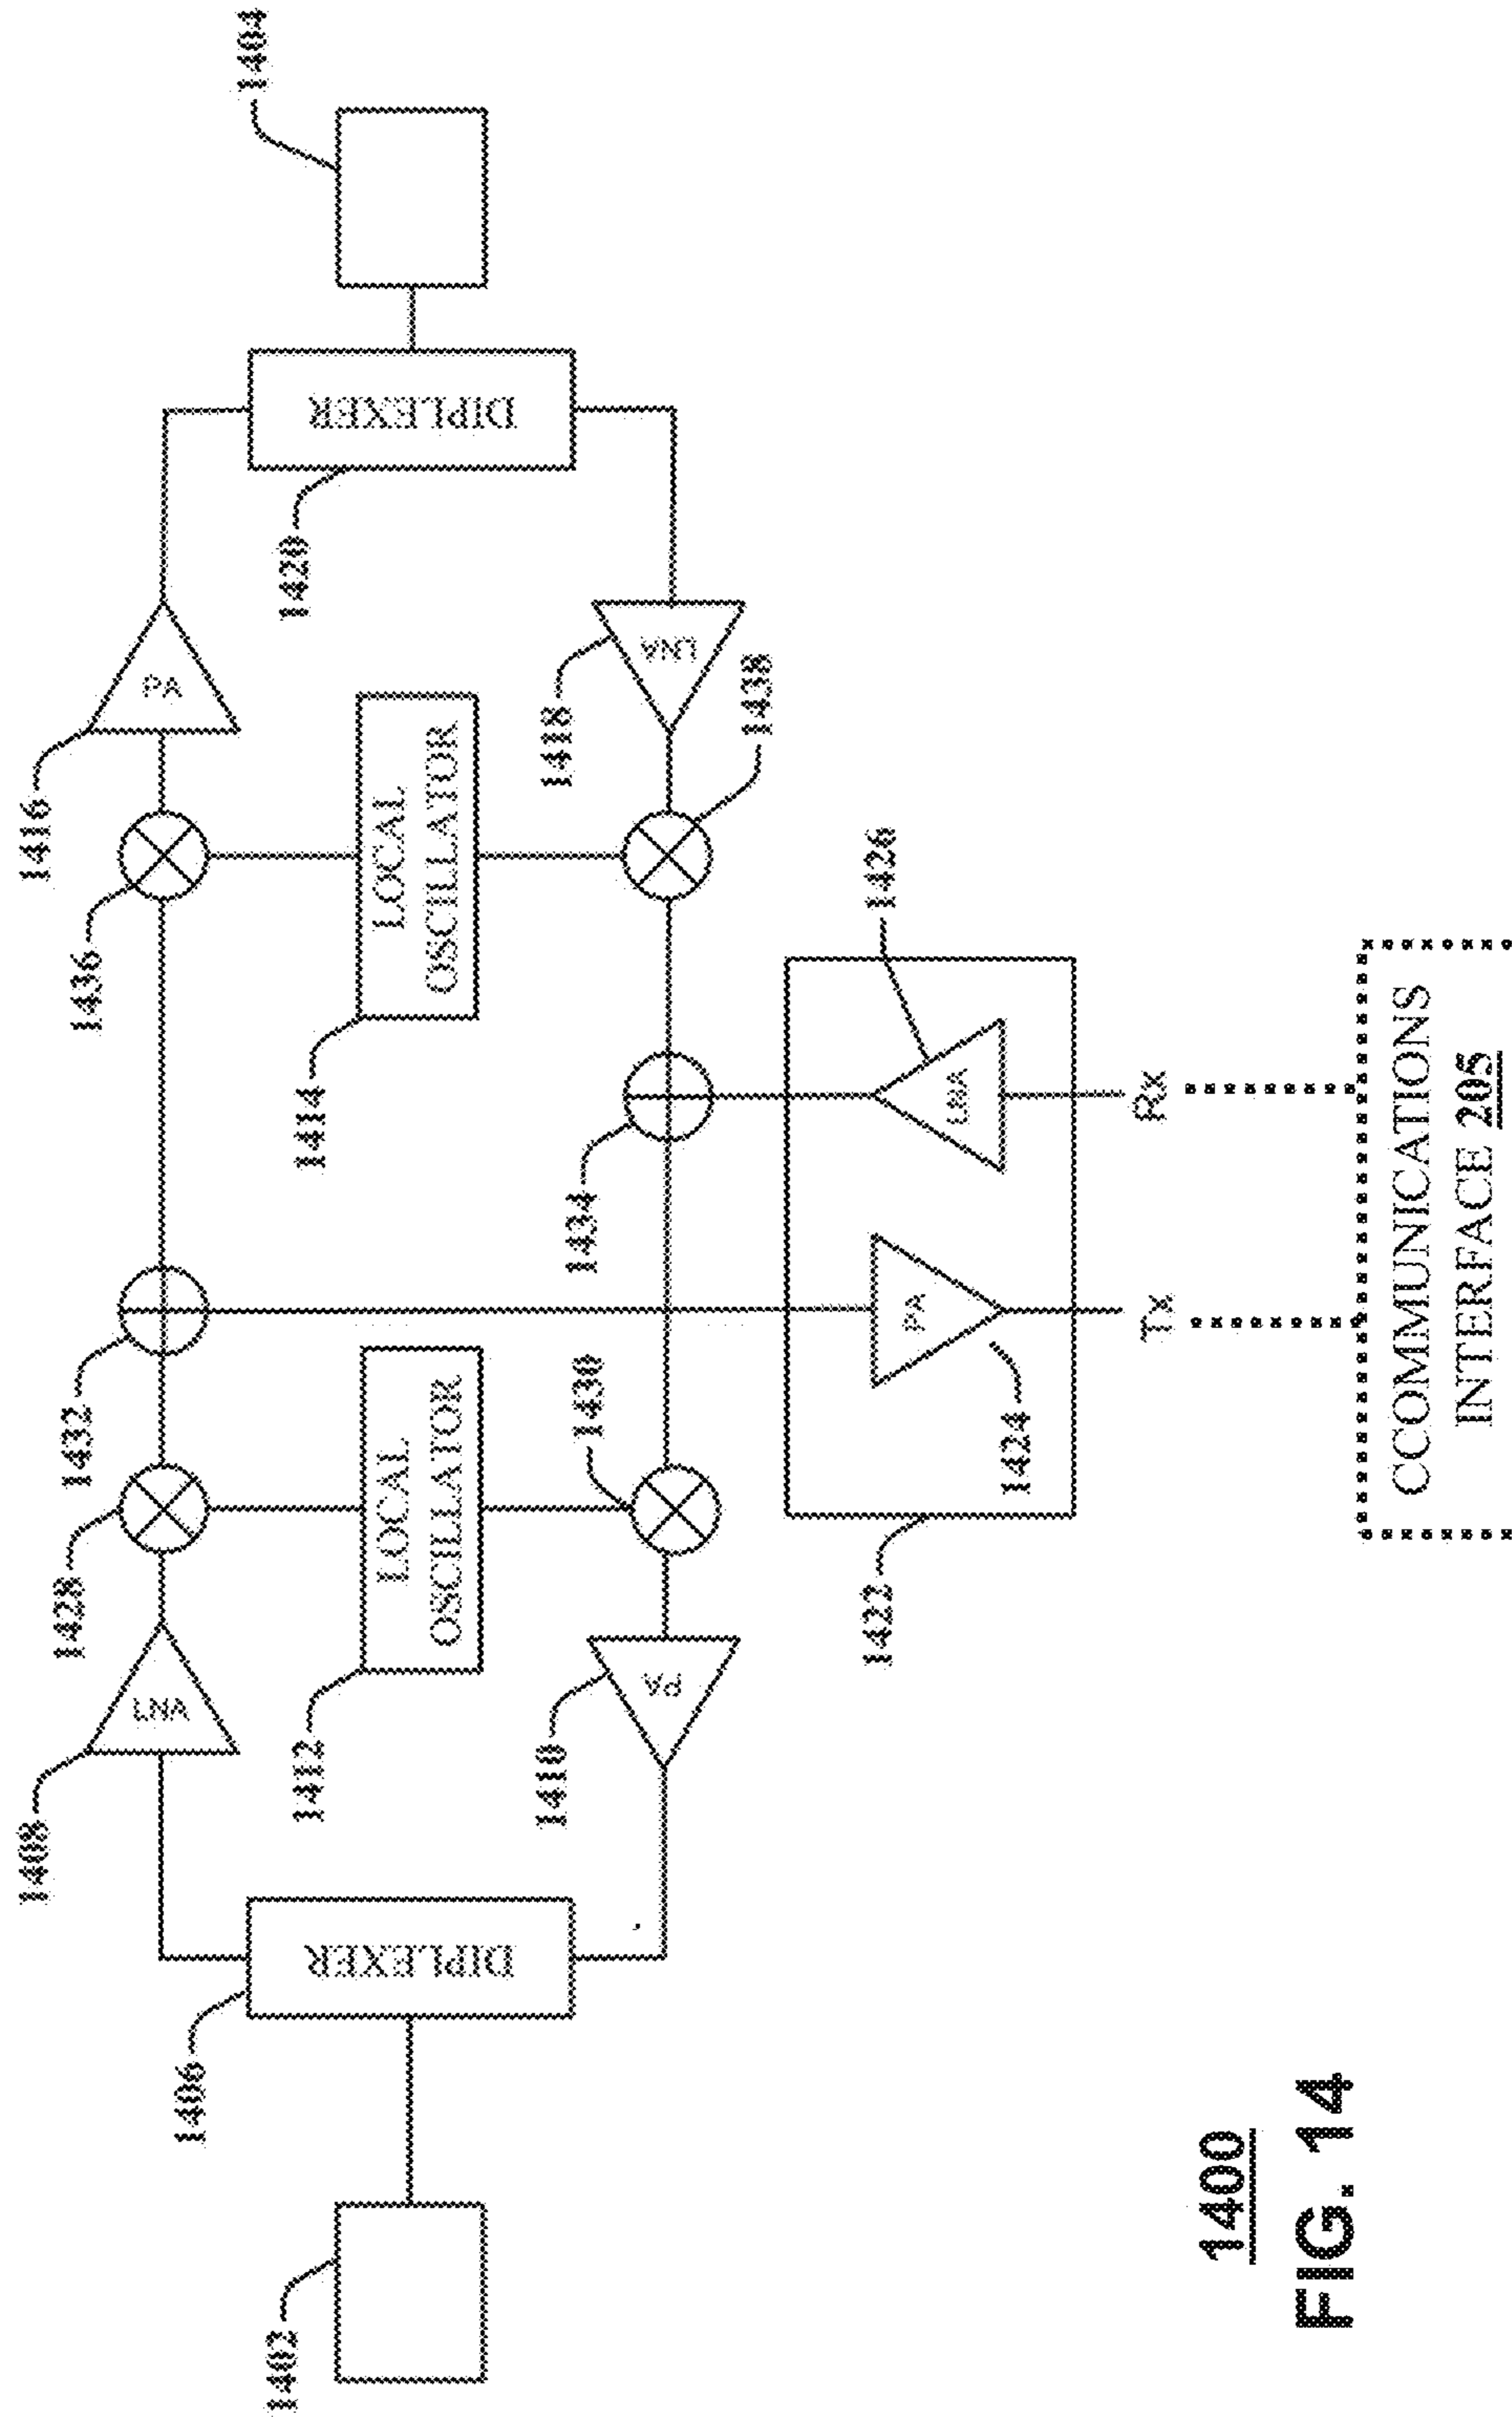 1404
1416
PA
1420
DIPLEXER
1436
1414
LOCAL
OSCILLATOR
1418
LNA
1438
1426
LNA
1434
Rx
1432
1430
1424
PA
Tx
1422
1428
LNA
1408
1412
LOCAL
OSCILLATOR
1410
PA
1406
DIPLEXER
1402
CCOMMUNICATIONS
INTERFACE 205
1400
FIG. 14